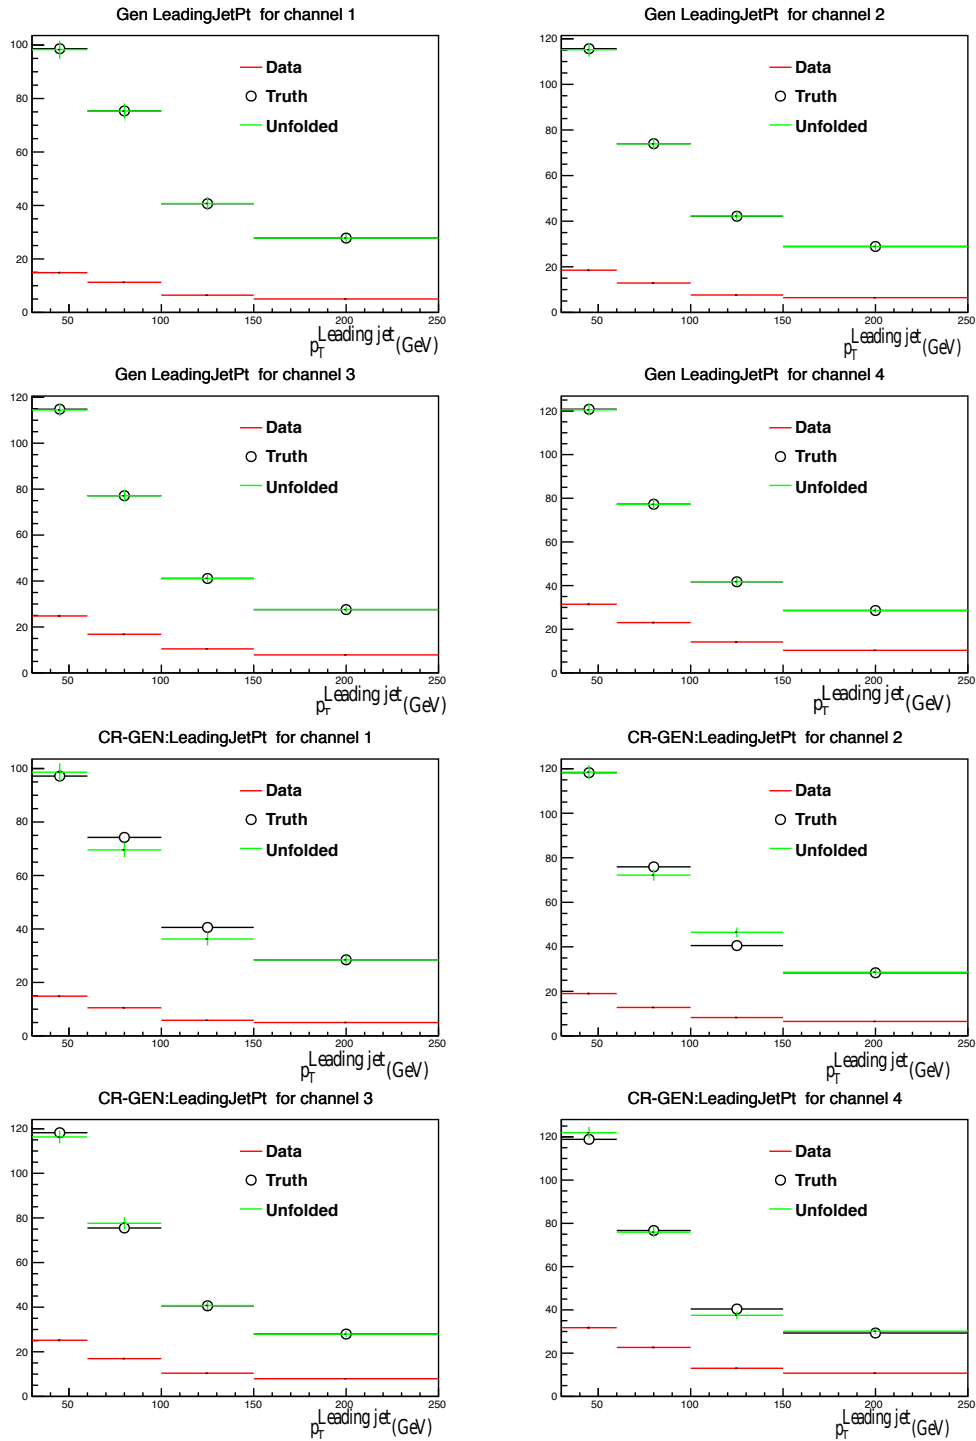 Gen LeadingJetPt for channel 1
100
80
60
40
20
0
Data
Truth
Unfolded
50 100 150 200 250
p_T^Leading jet (GeV)
Gen LeadingJetPt for channel 2
120
100
80
60
40
20
0
Data
Truth
Unfolded
50 100 150 200 250
p_T^Leading jet (GeV)
Gen LeadingJetPt for channel 3
120
100
80
60
40
20
0
Data
Truth
Unfolded
50 100 150 200 250
p_T^Leading jet (GeV)
Gen LeadingJetPt for channel 4
120
100
80
60
40
20
0
Data
Truth
Unfolded
50 100 150 200 250
p_T^Leading jet (GeV)
CR-GEN:LeadingJetPt for channel 1
100
80
60
40
20
0
Data
Truth
Unfolded
50 100 150 200 250
p_T^Leading jet (GeV)
CR-GEN:LeadingJetPt for channel 2
120
100
80
60
40
20
0
Data
Truth
Unfolded
50 100 150 200 250
p_T^Leading jet (GeV)
CR-GEN:LeadingJetPt for channel 3
120
100
80
60
40
20
0
Data
Truth
Unfolded
50 100 150 200 250
p_T^Leading jet (GeV)
CR-GEN:LeadingJetPt for channel 4
120
100
80
60
40
20
0
Data
Truth
Unfolded
50 100 150 200 250
p_T^Leading jet (GeV)